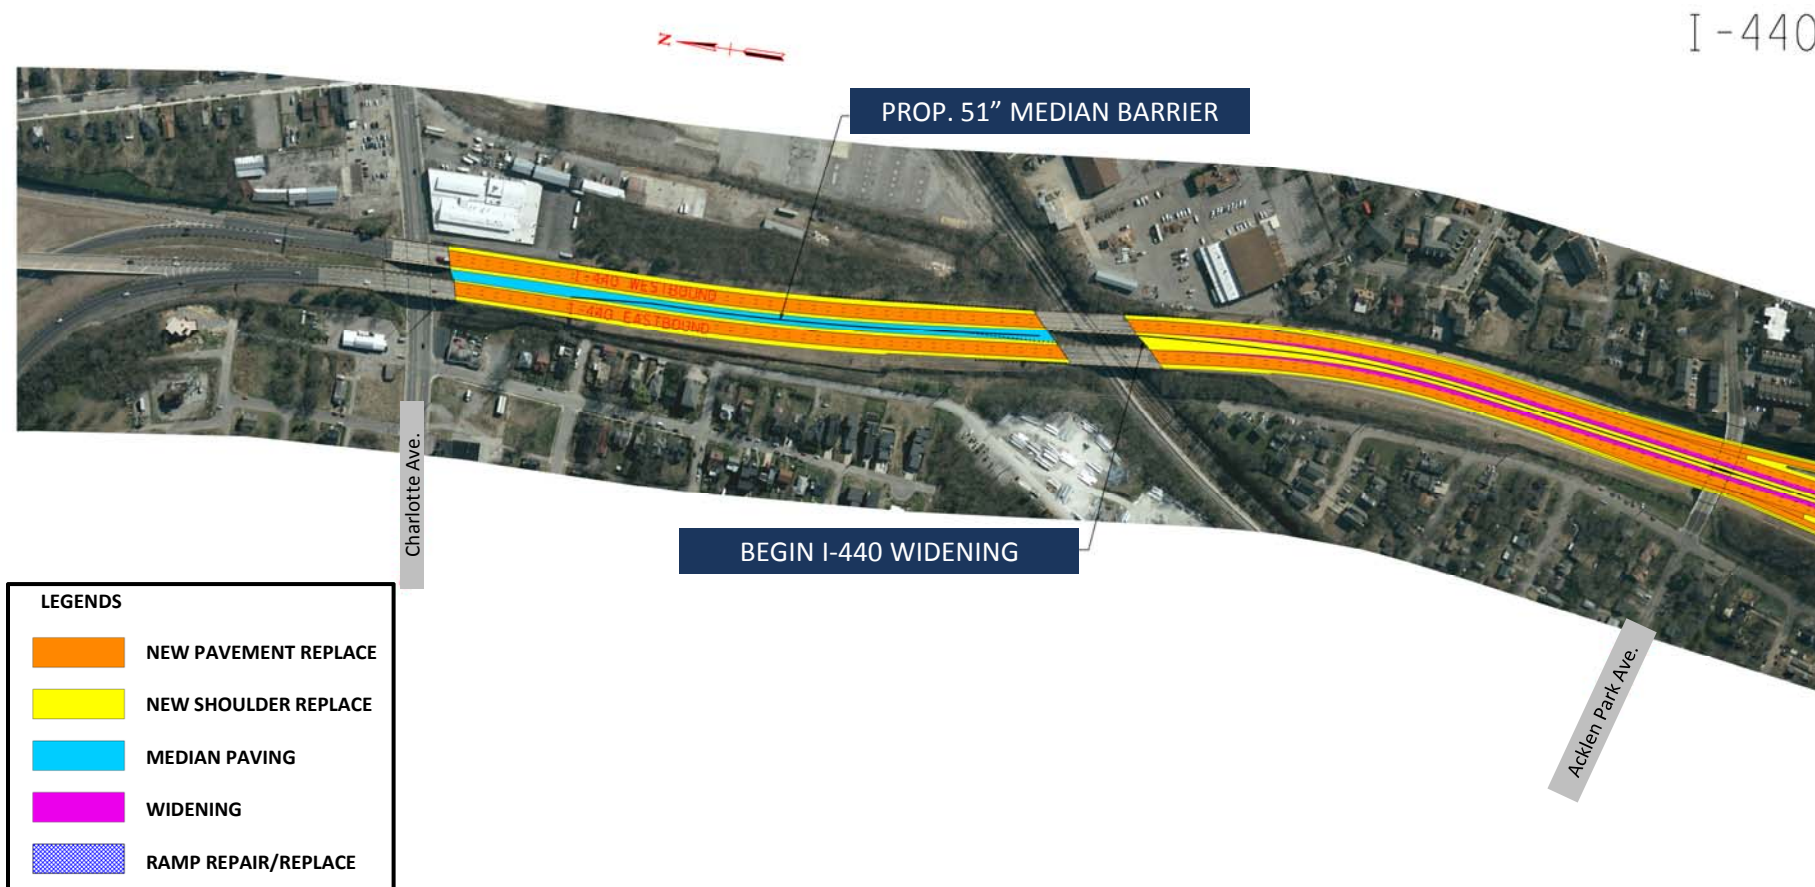 I-440
N
PROP. 51” MEDIAN BARRIER
I-440 WESTBOUND
I-440 EASTBOUND
Charlotte Ave.
BEGIN I-440 WIDENING
Acklen Park Ave.
LEGENDS
NEW PAVEMENT REPLACE
NEW SHOULDER REPLACE
MEDIAN PAVING
WIDENING
RAMP REPAIR/REPLACE